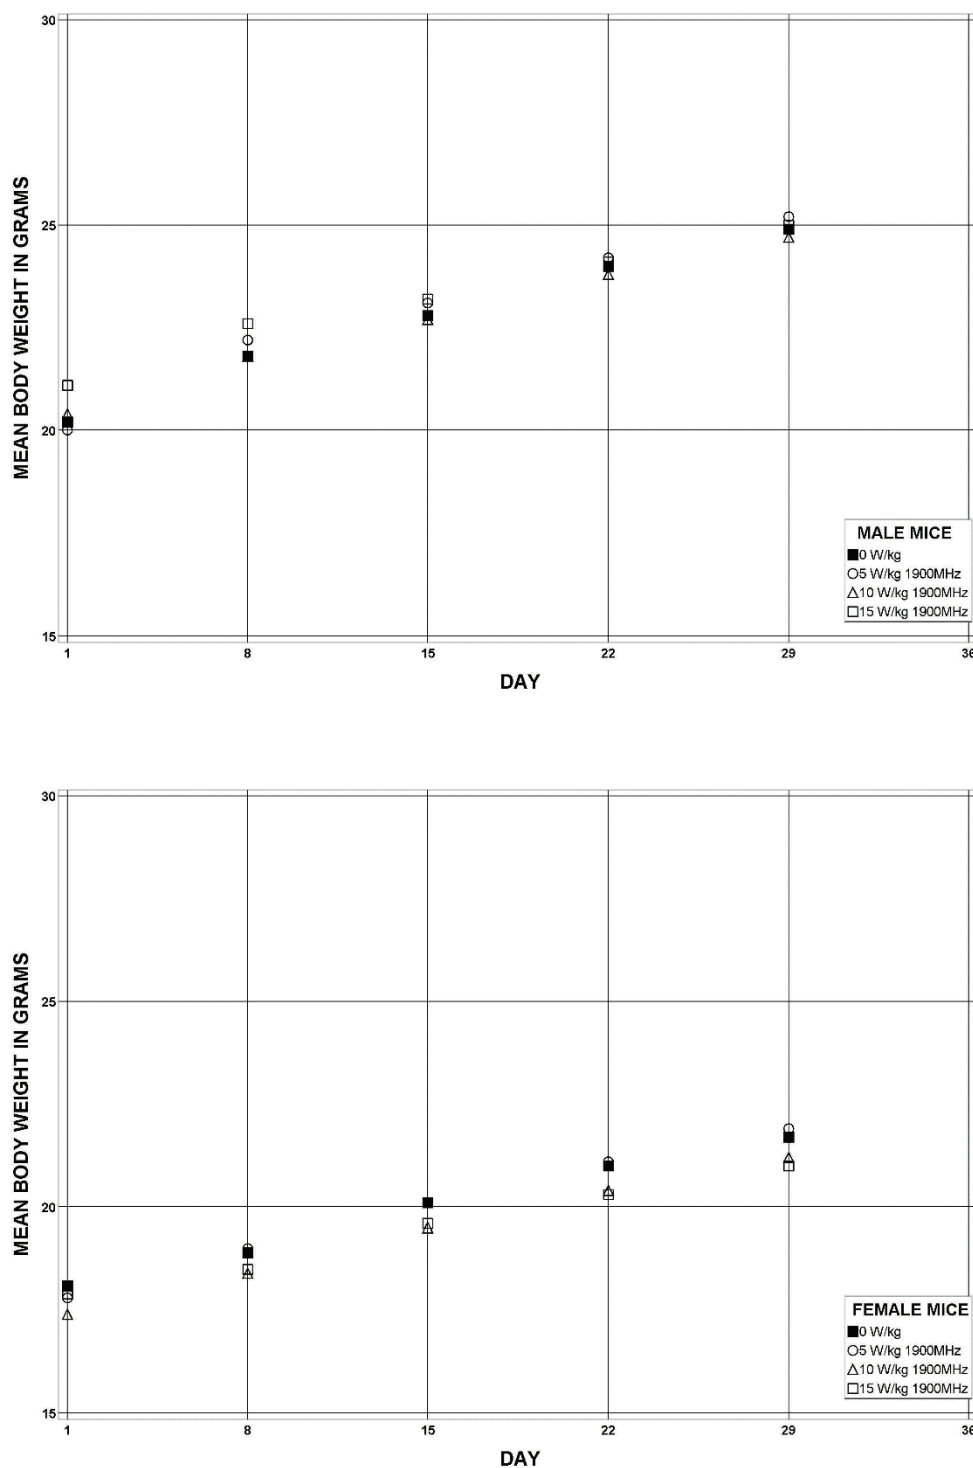 30
25
20
15
MEAN BODY WEIGHT IN GRAMS
MALE MICE
0 W/kg
5 W/kg 1900MHz
10 W/kg 1900MHz
15 W/kg 1900MHz
1 8 15 22 29 36
DAY
30
25
20
15
MEAN BODY WEIGHT IN GRAMS
FEMALE MICE
0 W/kg
5 W/kg 1900MHz
10 W/kg 1900MHz
15 W/kg 1900MHz
1 8 15 22 29 36
DAY